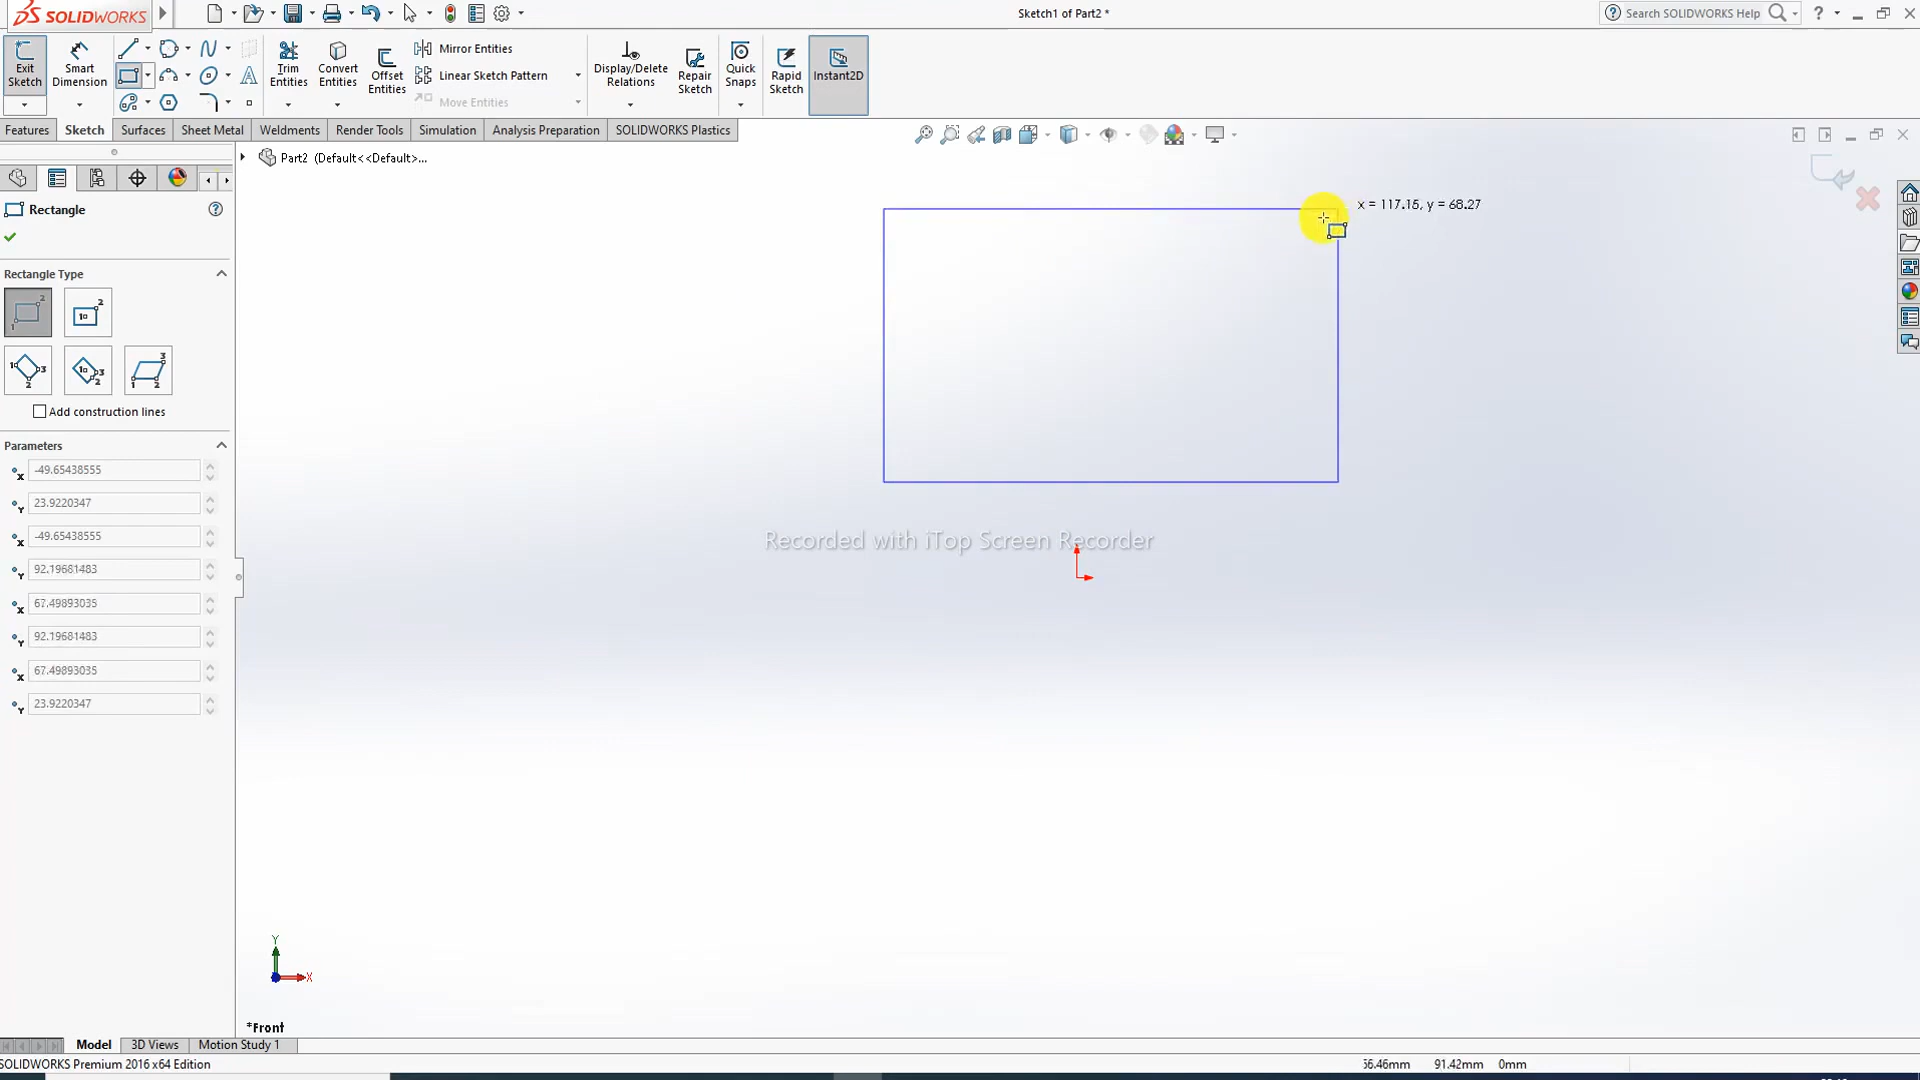 SOLIDWORKS
Sketch1 of Part2 *
Search SOLIDWORKS Help
Exit Sketch
Smart Dimension
Trim Entities
Convert Entities
Offset Entities
Mirror Entities
Linear Sketch Pattern
Move Entities
Display/Delete Relations
Repair Sketch
Quick Snaps
Rapid Sketch
Instant2D
Features
Sketch
Surfaces
Sheet Metal
Weldments
Render Tools
Simulation
Analysis Preparation
SOLIDWORKS Plastics
Part2 (Default<<Default>...
Rectangle
x = 117.15, y = 68.27
Rectangle Type
Add construction lines
Parameters
-49.65438555
23.9220347
-49.65438555
92.19681483
67.49893035
92.19681483
67.49893035
23.9220347
Recorded with iTop Screen Recorder
Y
X
*Front
Model
3D Views
Motion Study 1
SOLIDWORKS Premium 2016 x64 Edition
91.42mm
0mm